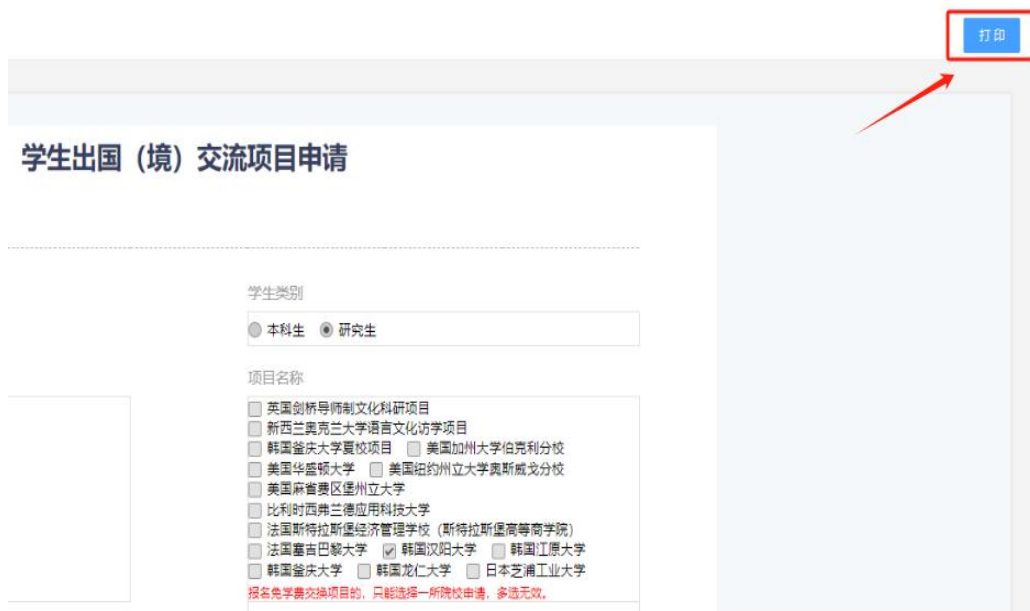 打印
学生出国（境）交流项目申请
学生类别
本科生 研究生
项目名称
英国剑桥导师制文化科研项目
新西兰奥克兰大学语言文化访学项目
韩国釜庆大学夏校项目 美国加州大学伯克利分校
美国华盛顿大学 美国纽约州立大学奥斯威戈分校
美国麻省费区堡州立大学
比利时西弗兰德应用科技大学
法国斯特拉斯堡经济管理学校（斯特拉斯堡高等商学院）
法国塞吉巴黎大学 韩国汉阳大学 韩国江原大学
韩国釜庆大学 韩国龙仁大学 日本芝浦工业大学
报名免学费交换项目的，只能选择一所院校申请，多选无效。